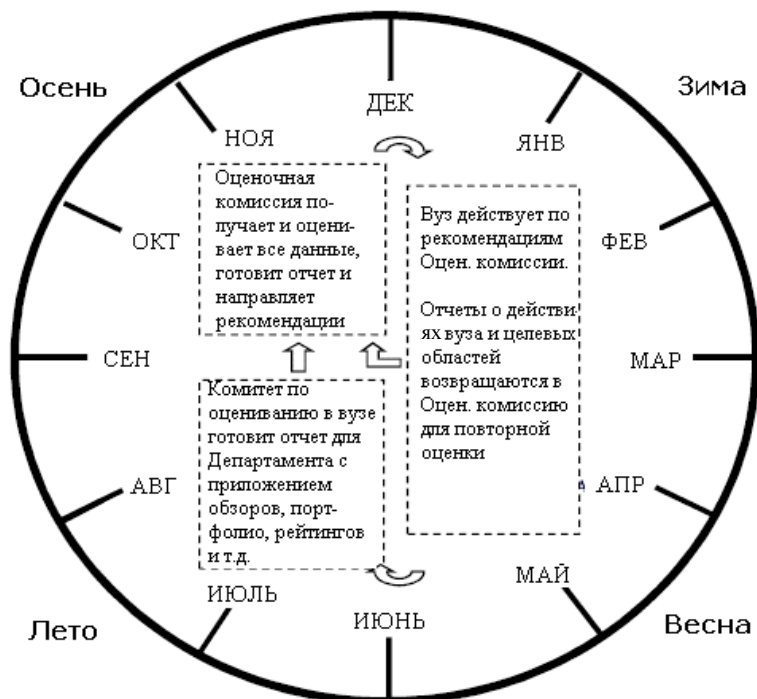 Осень
Зима
ДЕК
НОЯ
ЯНВ
Оценочная
комиссия по-
лучает и оцени-
вает все данные,
готовит отчет и
направляет
рекомендации
Вуз действует по
рекомендациям
Оцен. комиссии.
Отчеты о действи-
ях вуза и целевых
областей
возвращаются в
Оцен. комиссию
для повторной
оценки
ОКТ
ФЕВ
СЕН
МАР
Комитет по
оцениванию в вузе
готовит отчет для
Департамента с
приложением
обзоров, порт-
фолио, рейтингов
и т.д.
АВГ
АПР
ИЮЛЬ
МАЙ
ИЮНЬ
Лето
Весна